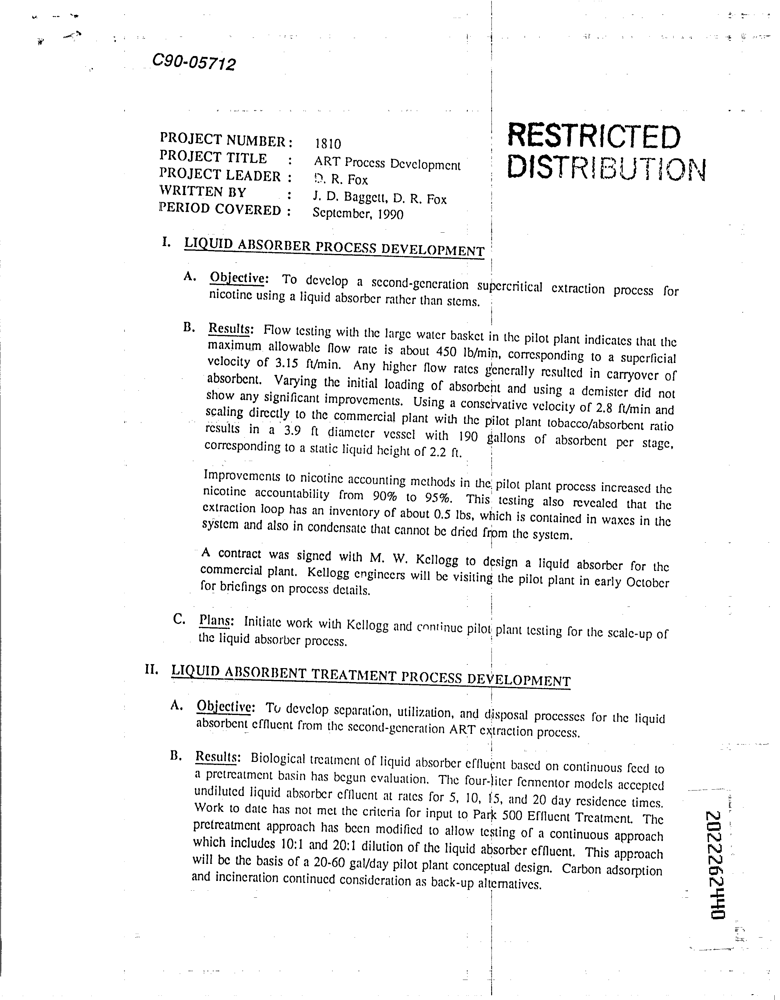 C90-05712
RESTRICTED
DISTRIBUTION
PROJECT NUMBER: 1810
PROJECT TITLE : ART Process Development
PROJECT LEADER : D. R. Fox
WRITTEN BY : J. D. Baggett, D. R. Fox
PERIOD COVERED : September, 1990
I. LIQUID ABSORBER PROCESS DEVELOPMENT
A. Objective: To develop a second-generation supercritical extraction process for
nicotine using a liquid absorber rather than stems.
B. Results: Flow testing with the large water basket in the pilot plant indicates that the
maximum allowable flow rate is about 450 lb/min, corresponding to a superficial
velocity of 3.15 ft/min. Any higher flow rates generally resulted in carryover of
absorbent. Varying the initial loading of absorbent and using a demister did not
show any significant improvements. Using a conservative velocity of 2.8 ft/min and
scaling directly to the commercial plant with the pilot plant tobacco/absorbent ratio
results in a 3.9 ft diameter vessel with 190 gallons of absorbent per stage,
corresponding to a static liquid height of 2.2 ft.
Improvements to nicotine accounting methods in the pilot plant process increased the
nicotine accountability from 90% to 95%. This testing also revealed that the
extraction loop has an inventory of about 0.5 lbs, which is contained in waxes in the
system and also in condensate that cannot be dried from the system.
A contract was signed with M. W. Kellogg to design a liquid absorber for the
commercial plant. Kellogg engineers will be visiting the pilot plant in early October
for briefings on process details.
C. Plans: Initiate work with Kellogg and continue pilot plant testing for the scale-up of
the liquid absorber process.
II. LIQUID ABSORBENT TREATMENT PROCESS DEVELOPMENT
A. Objective: To develop separation, utilization, and disposal processes for the liquid
absorbent effluent from the second-generation ART extraction process.
B. Results: Biological treatment of liquid absorber effluent based on continuous feed to
a pretreatment basin has begun evaluation. The four-liter fermentor models accepted
undiluted liquid absorber effluent at rates for 5, 10, 15, and 20 day residence times.
Work to date has not met the criteria for input to Park 500 Effluent Treatment. The
pretreatment approach has been modified to allow testing of a continuous approach
which includes 10:1 and 20:1 dilution of the liquid absorber effluent. This approach
will be the basis of a 20-60 gal/day pilot plant conceptual design. Carbon adsorption
and incineration continued consideration as back-up alternatives.
2022262440